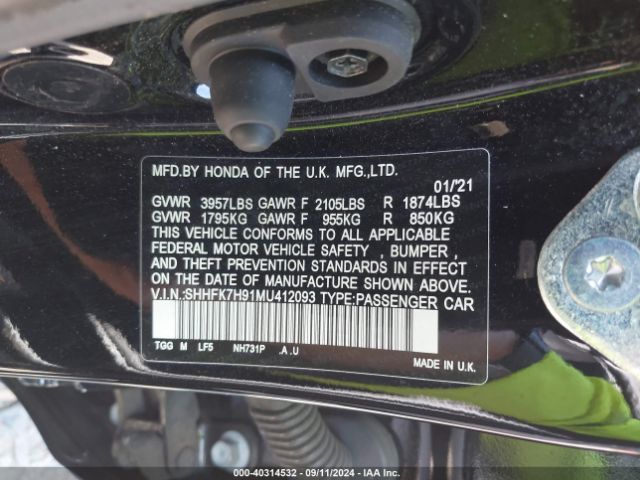 MFD.BY HONDA OF THE U.K. MFG.,LTD.
01/'21
GVWR 3957LBS GAWR F 2105LBS R 1874LBS
GVWR 1795KG GAWR F 955KG R 850KG
THIS VEHICLE CONFORMS TO ALL APPLICABLE
FEDERAL MOTOR VEHICLE SAFETY , BUMPER ,
AND THEFT PREVENTION STANDARDS IN EFFECT
ON THE DATE OF MANUFACTURE SHOWN ABOVE.
V.I.N.:SHHFK7H91MU412093 TYPE:PASSENGER CAR
TGG M LF5 NH731P .A.U
MADE IN U.K.
000-40314532 - 09/11/2024 - IAA Inc.